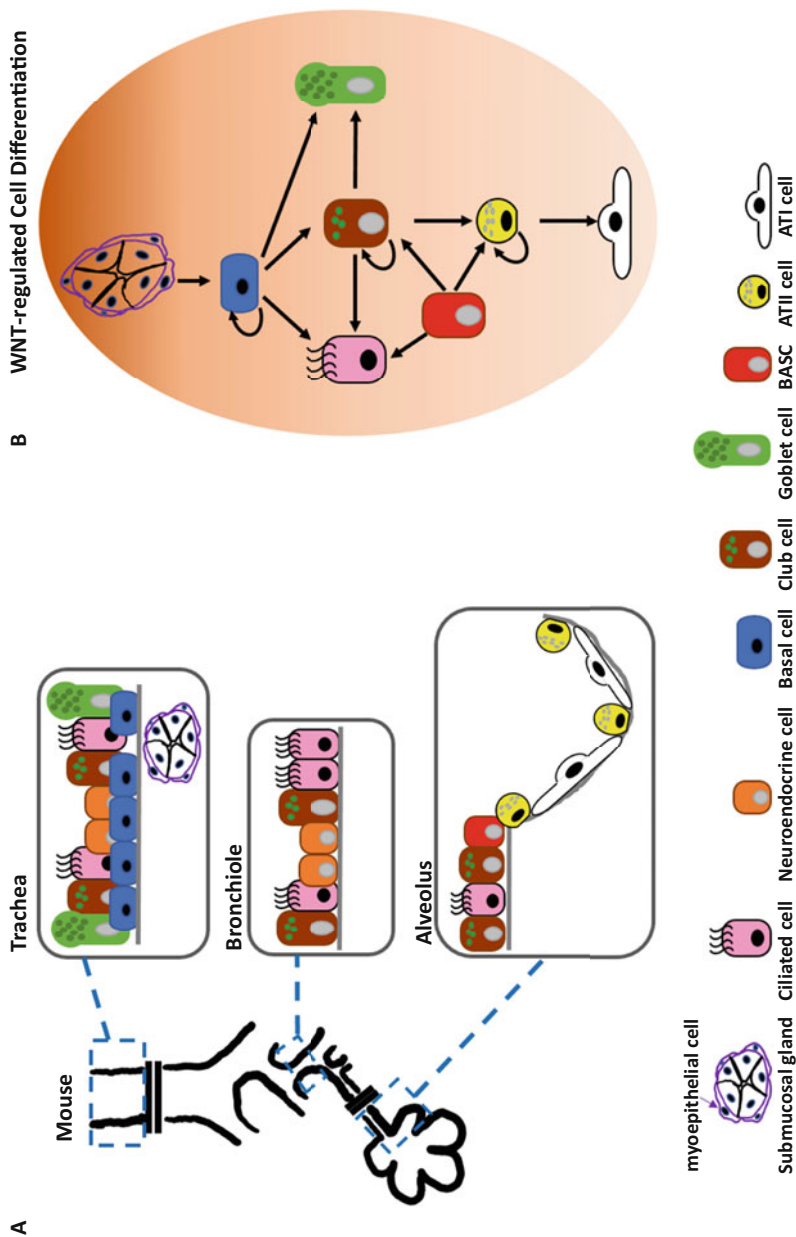 A
Mouse
Trachea
Bronchiole
Alveolus
B
WNT-regulated Cell Differentiation
myoepithelial cell
Submucosal gland
Ciliated cell
Neuroendocrine cell
Basal cell
Club cell
Goblet cell
BASC
ATII cell
ATI cell